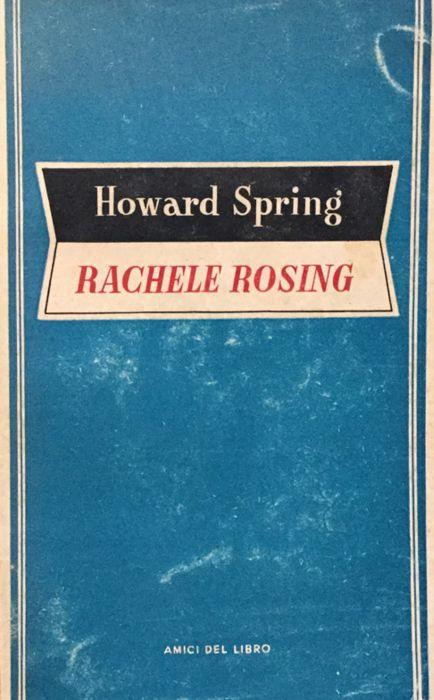 Howard Spring
RACHELE ROSING
AMICI DEL LIBRO